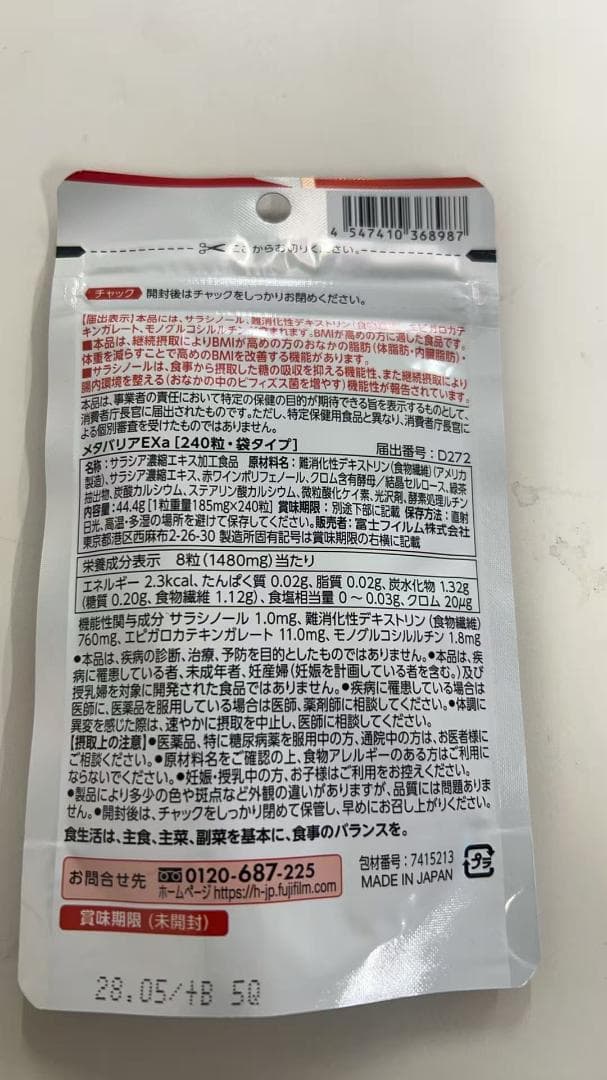 4 547410 368987
ここからお切りください。
チャック 開封後はチャックをしっかりお閉めください。
【届出表示】本品には、サラシノール、難消化性デキストリン(食物繊維)、エピガロカテ
キンガレート、モノグルコシルルチンが含まれます。BMIが高めの方に適した食品です。
■本品は、継続摂取によりBMIが高めの方のおなかの脂肪(体脂肪・内臓脂肪)・
体重を減らすことで高めのBMIを改善する機能があります。
■サラシノールは、食事から摂取した糖の吸収を抑える機能性、また継続摂取により
腸内環境を整える(おなかの中のビフィズス菌を増やす)機能性が報告されています。
本品は、事業者の責任において特定の保健の目的が期待できる旨を表示するものとして、
消費者庁長官に届出されたものです。ただし、特定保健用食品と異なり、消費者庁長官に
よる個別審査を受けたものではありません。
メタバリアEXa [240粒・袋タイプ] 届出番号:D272
名称:サラシア濃縮エキス加工食品 原材料名:難消化性デキストリン(食物繊維)(アメリカ
製造)、サラシア濃縮エキス、赤ワインポリフェノール、クロム含有酵母/結晶セルロース、緑茶
抽出物、炭酸カルシウム、ステアリン酸カルシウム、微粒酸化ケイ素、光沢剤、酵素処理ルチン
内容量:44.4g[1粒重量185mg×240粒] 賞味期限:別途下部に記載 保存方法:直射
日光、高温・多湿の場所を避けて保存してください。販売者:富士フイルム株式会社
東京都港区西麻布2-26-30 製造所固有記号は賞味期限の右横に記載
栄養成分表示 8粒(1480mg)当たり
エネルギー 2.3kcal、たんぱく質 0.02g、脂質 0.02g、炭水化物 1.32g
(糖質 0.20g、食物繊維 1.12g)、食塩相当量 0～0.03g、クロム 20μg
機能性関与成分 サラシノール 1.0mg、難消化性デキストリン(食物繊維)
760mg、エピガロカテキンガレート 11.0mg、モノグルコシルルチン 1.8mg
●本品は、疾病の診断、治療、予防を目的としたものではありません。●本品は、疾
病に罹患している者、未成年者、妊産婦(妊娠を計画している者を含む。)及び
授乳婦を対象に開発された食品ではありません。●疾病に罹患している場合は
医師に、医薬品を服用している場合は医師、薬剤師に相談してください。●体調に
異変を感じた際は、速やかに摂取を中止し、医師に相談してください。
【摂取上の注意】●医薬品、特に糖尿病薬を服用中の方、通院中の方は、お医者様に
ご相談ください。●原材料名をご確認の上、食物アレルギーのある方はご利用に
ならないでください。●妊娠・授乳中の方、お子様はご利用をお控えください。
●製品により多少の色や斑点など外観の違いがありますが、品質には問題ありま
せん。●開封後は、チャックをしっかり閉めて保管し、早めにお召し上がりください。
食生活は、主食、主菜、副菜を基本に、食事のバランスを。
お問合せ先 0120-687-225
ホームページ https://h-jp.fujifilm.com
包材番号:7415213
MADE IN JAPAN
プラ
賞味期限(未開封)
28.05/+B 5Q